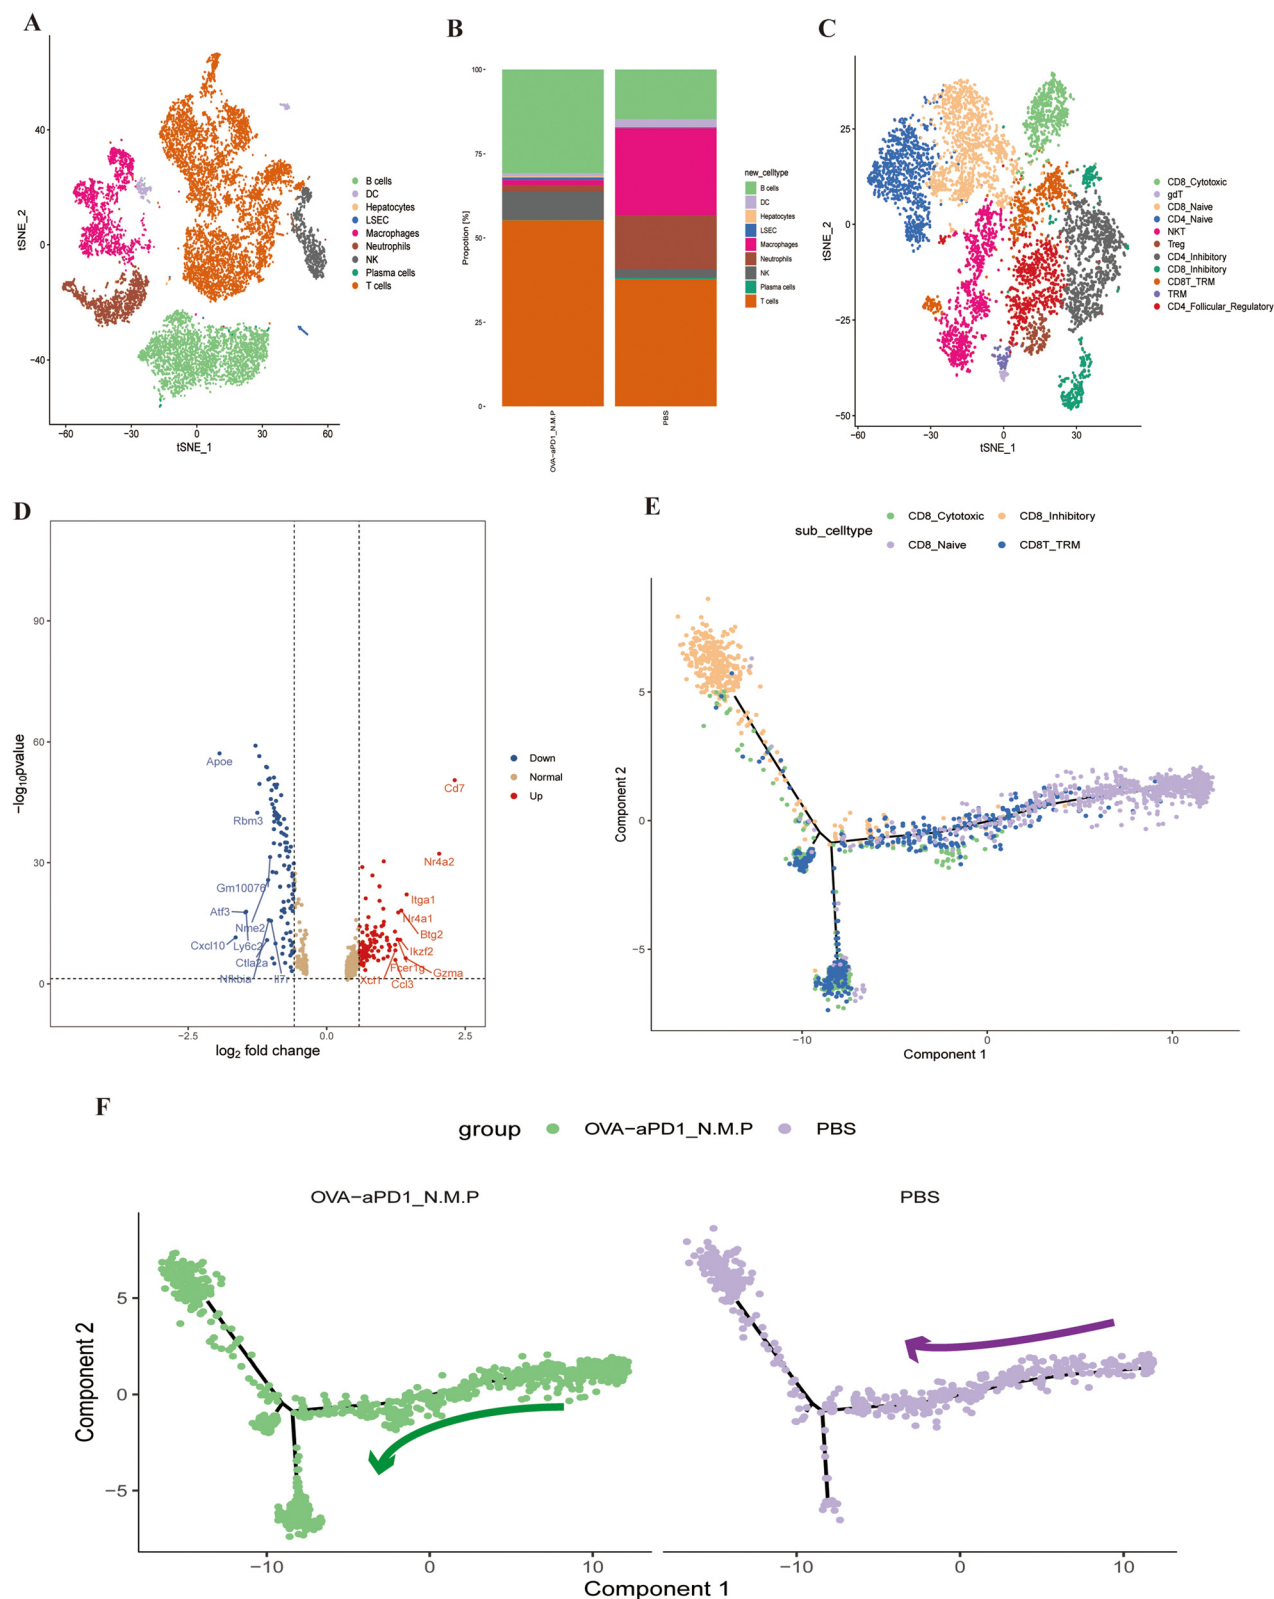 A
tSNE_2
40
0
−40
−60
−30
0
30
60
tSNE_1
B cells
DC
Hepatocytes
LSEC
Macrophages
Neutrophils
NK
Plasma cells
T cells
B
Propotion [%]
100
75
50
25
0
OVA−aPD1_N.M.P
PBS
new_celltype
B cells
DC
Hepatocytes
LSEC
Macrophages
Neutrophils
NK
Plasma cells
T cells
C
tSNE_2
25
0
−25
−50
−60
−30
0
30
tSNE_1
CD8_Cytotoxic
gdT
CD8_Naive
CD4_Naive
NKT
Treg
CD4_Inhibitory
CD8_Inhibitory
CD8T_TRM
TRM
CD4_Follicular_Regulatory
D
−log10pvalue
90
60
30
0
−2.5
0.0
2.5
log2 fold change
Apoe
Rbm3
Gm10076
Atf3
Nme2
Cxcl10
Ly6c2
Ctla2a
Nfkbia
Il7r
Cd7
Nr4a2
Itga1
Nr4a1
Btg2
Ikzf2
Fcer1g
Gzma
Xcl1
Ccl3
Down
Normal
Up
E
sub_celltype
CD8_Cytotoxic
CD8_Inhibitory
CD8_Naive
CD8T_TRM
Component 2
5
0
−5
−10
0
10
Component 1
F
group
OVA−aPD1_N.M.P
PBS
OVA−aPD1_N.M.P
PBS
Component 2
5
0
−5
−10
0
10
−10
0
10
Component 1